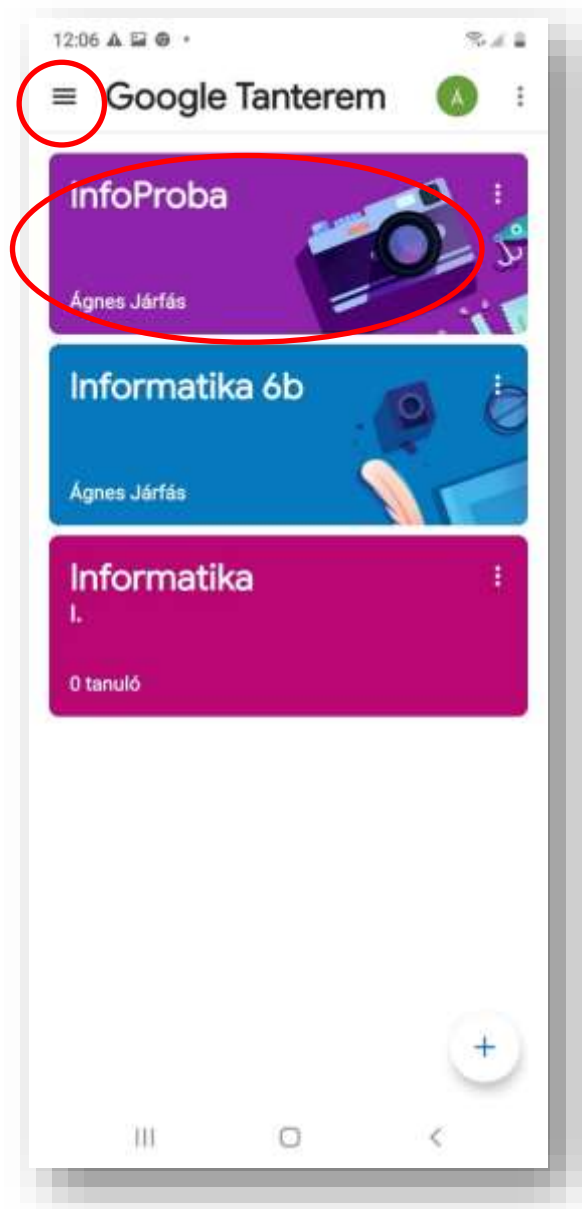 12:06
Google Tanterem
Á
InfoProba
Ágnes Járfás
Informatika 6b
Ágnes Járfás
Informatika
I.
0 tanuló